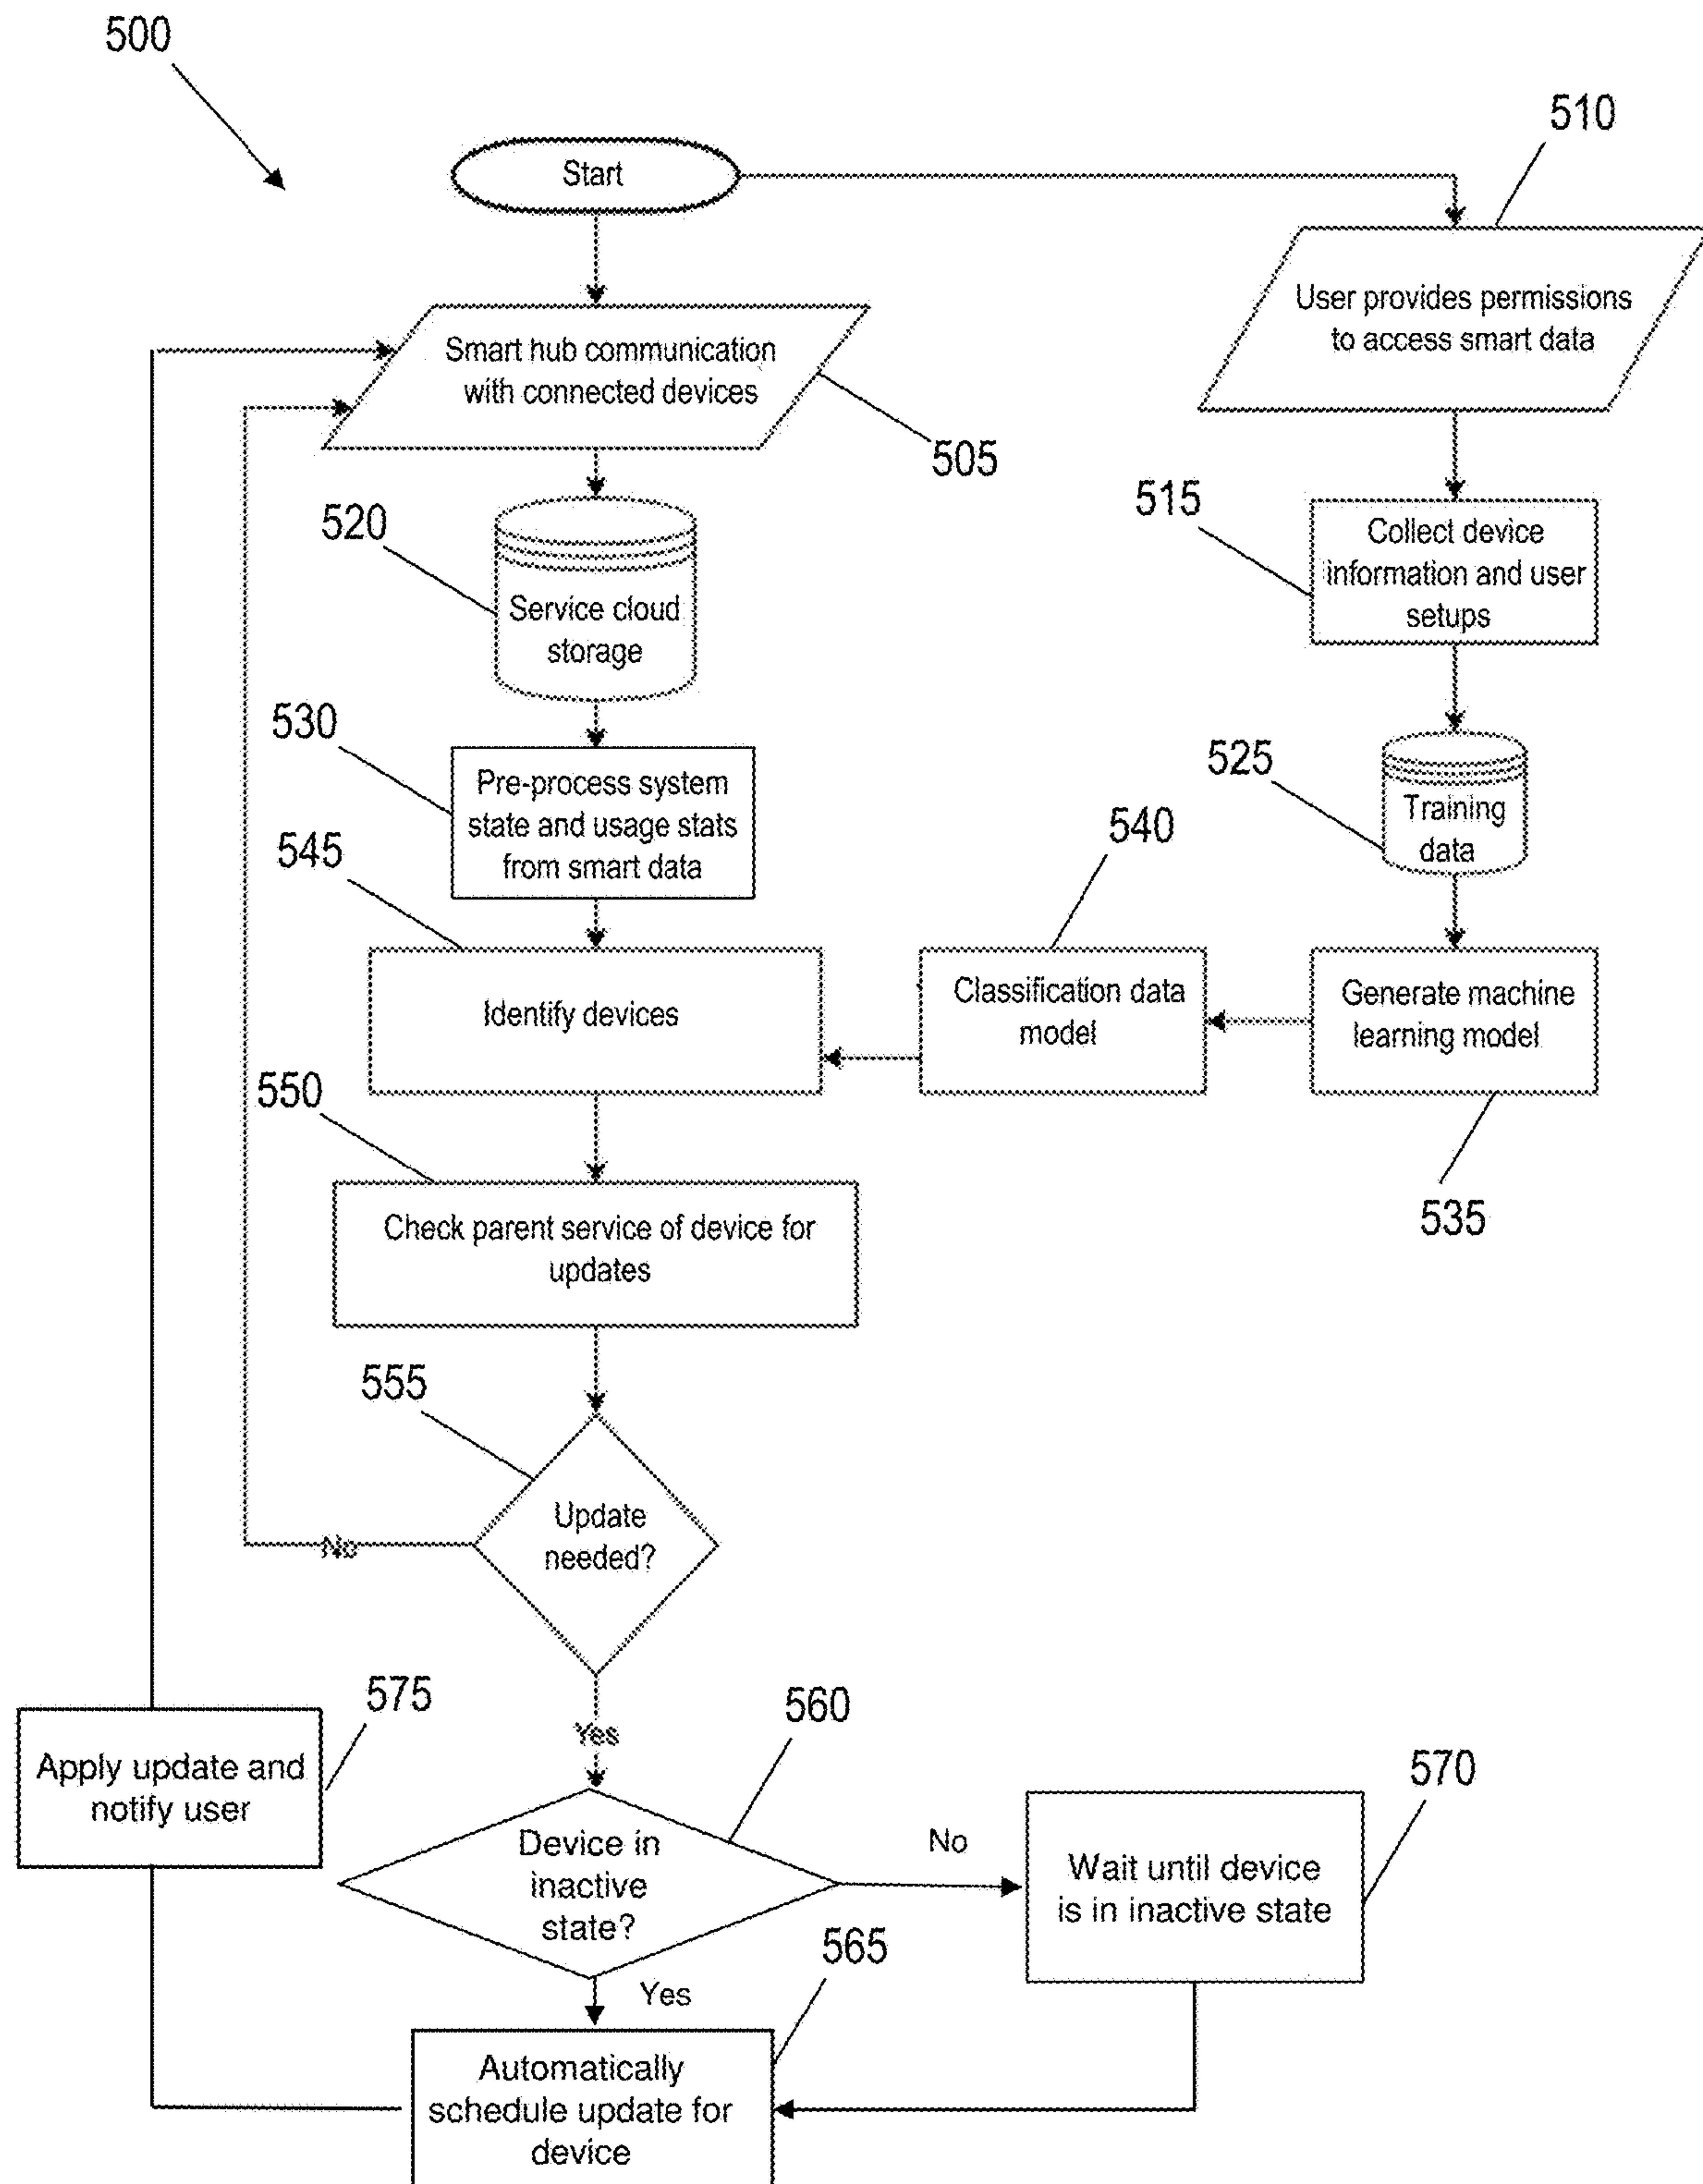 500
510
Start
User provides permissions
to access smart data
Smart hub communication
with connected devices
505
515
520
Collect device
information and user
setups
Service cloud
storage
530
525
Pre-process system
state and usage stats
from smart data
Training
data
540
545
Identify devices
Classification data
model
Generate machine
learning model
550
535
Check parent service of device for
updates
555
Update
needed?
No
575
560
Yes
570
Apply update and
notify user
Device in
inactive
state?
No
Wait until device
is in inactive state
565
Yes
Automatically
schedule update for
device